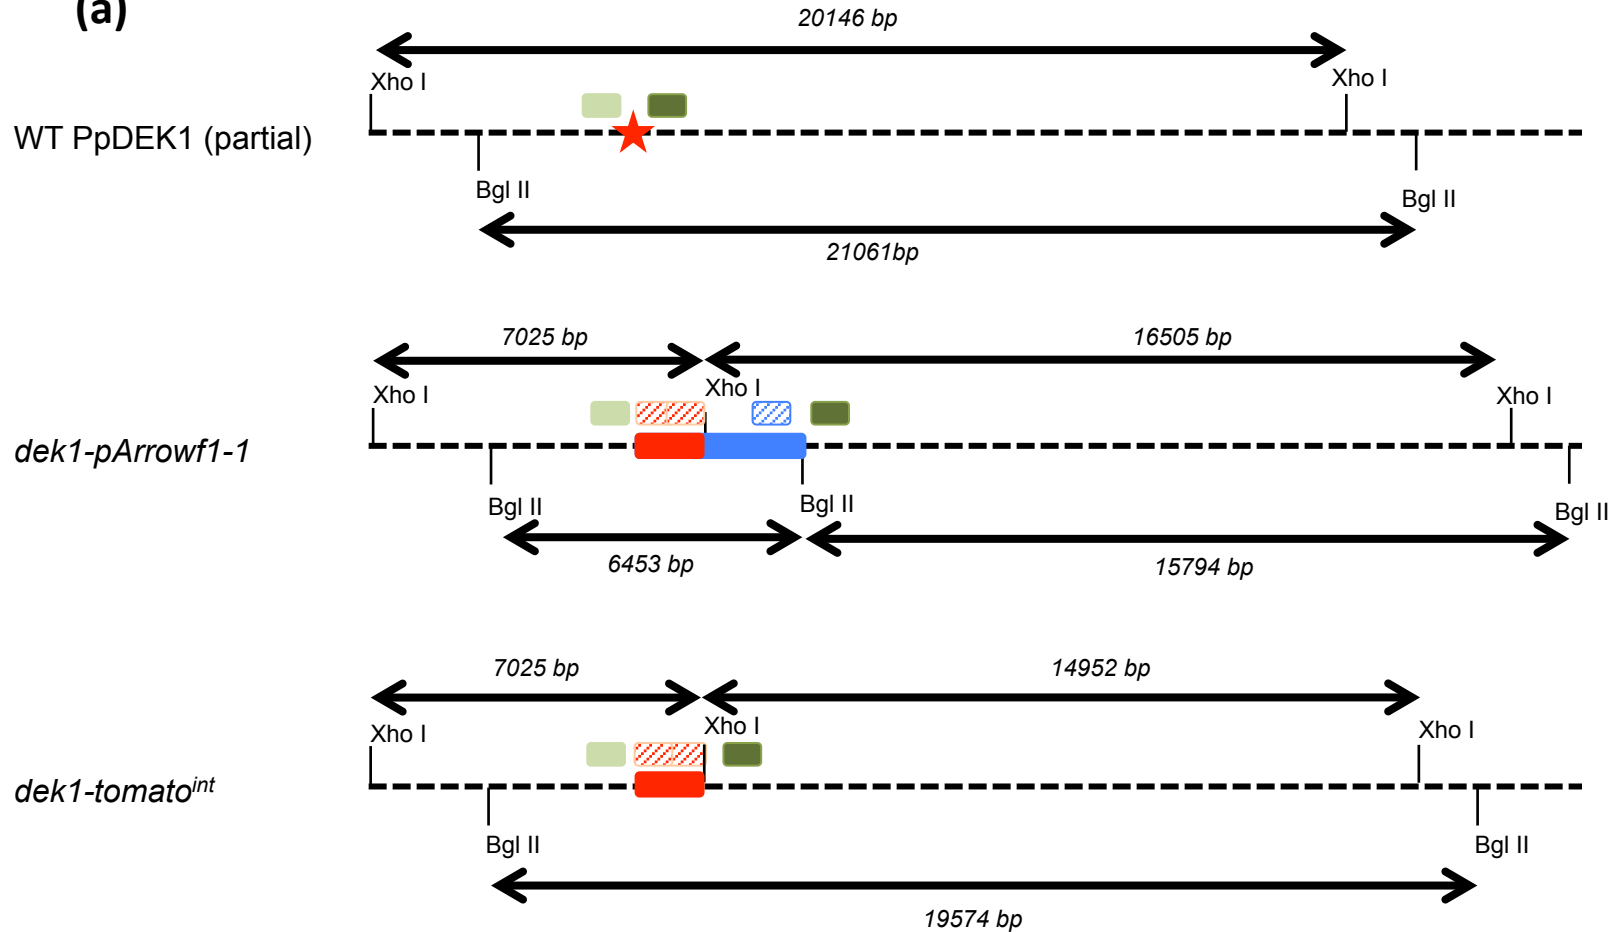 (a)
20146 bp
Xho I
Xho I
WT PpDEK1 (partial)
Bgl II
Bgl II
21061bp
7025 bp
16505 bp
Xho I
Xho I
Xho I
dek1-pArrowf1-1
Bgl II
Bgl II
Bgl II
6453 bp
15794 bp
7025 bp
14952 bp
Xho I
Xho I
Xho I
dek1-tomatoint
Bgl II
Bgl II
19574 bp